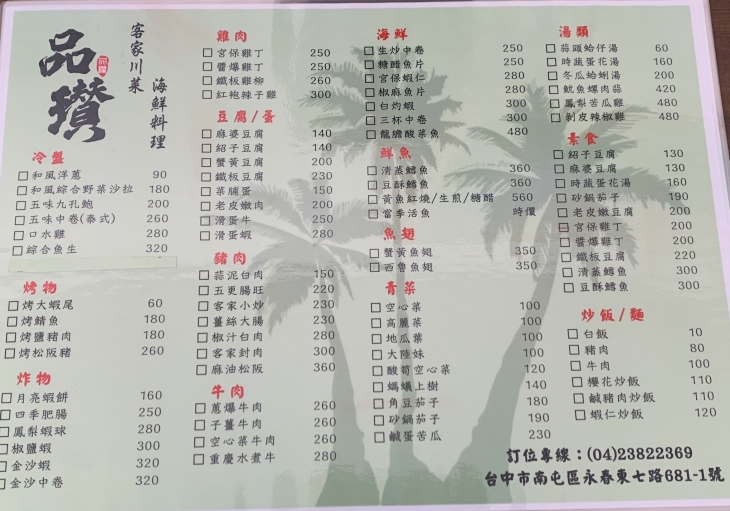 品瓚
客家川菜
海鮮料理
冷盤
和風洋蔥 90
和風綜合野菜沙拉 180
五味九孔鮑 200
五味中卷(泰式) 260
口水雞 280
綜合魚生 320
烤物
烤大蝦尾 60
烤鯖魚 180
烤鹽豬肉 180
烤松阪豬 260
炸物
月亮蝦餅 160
四季肥腸 250
鳳梨蝦球 280
椒鹽蝦 300
金沙蝦 320
金沙中卷 320
雞肉
宮保雞丁 250
醬爆雞丁 250
鐵板雞柳 280
紅袍辣子雞 300
豆腐/蛋
麻婆豆腐 140
紹子豆腐 140
蟹黃豆腐 200
鐵板豆腐 230
菜脯蛋 150
老皮嫩肉 200
滑蛋牛 250
滑蛋蝦 280
豬肉
蒜泥白肉 150
五更腸旺 220
客家小炒 230
薑絲大腸 230
椒汁白肉 280
客家封肉 300
麻油松阪 360
牛肉
蔥爆牛肉 260
子薑牛肉 260
空心菜牛肉 260
重慶水煮牛 280
海鮮
生炒中卷 250
糖醋魚片 250
宮保蝦仁 280
椒麻魚片 280
白灼蝦 300
三杯中卷 300
龍膽酸菜魚 480
鮮魚
清蒸鱈魚 360
豆酥鱈魚 360
黃魚紅燒/生煎/糖醋 560
當季活魚 時價
魚翅
蟹黃魚翅 350
西魯魚翅 350
青菜
空心菜 100
高麗菜 100
地瓜葉 100
大陸妹 100
酸筍空心菜 120
螞蟻上樹 140
角豆茄子 180
砂鍋茄子 190
鹹蛋苦瓜 230
湯類
蒜頭蛤仔湯 60
時蔬蛋花湯 160
冬瓜蛤蜊湯 200
魷魚螺肉蒜 420
鳳梨苦瓜雞 480
剝皮辣椒雞 480
素食
紹子豆腐 130
麻婆豆腐 130
時蔬蛋花湯 160
砂鍋茄子 190
老皮嫩豆腐 200
宮保雞丁 200
醬爆雞丁 200
鐵板豆腐 220
清蒸鱈魚 300
豆酥鱈魚 300
炒飯/麵
白飯 10
豬肉 80
牛肉 100
櫻花炒飯 110
鹹豬肉炒飯 110
蝦仁炒飯 120
訂位專線：(04)23822369
台中市南屯區永春東七路681-1號